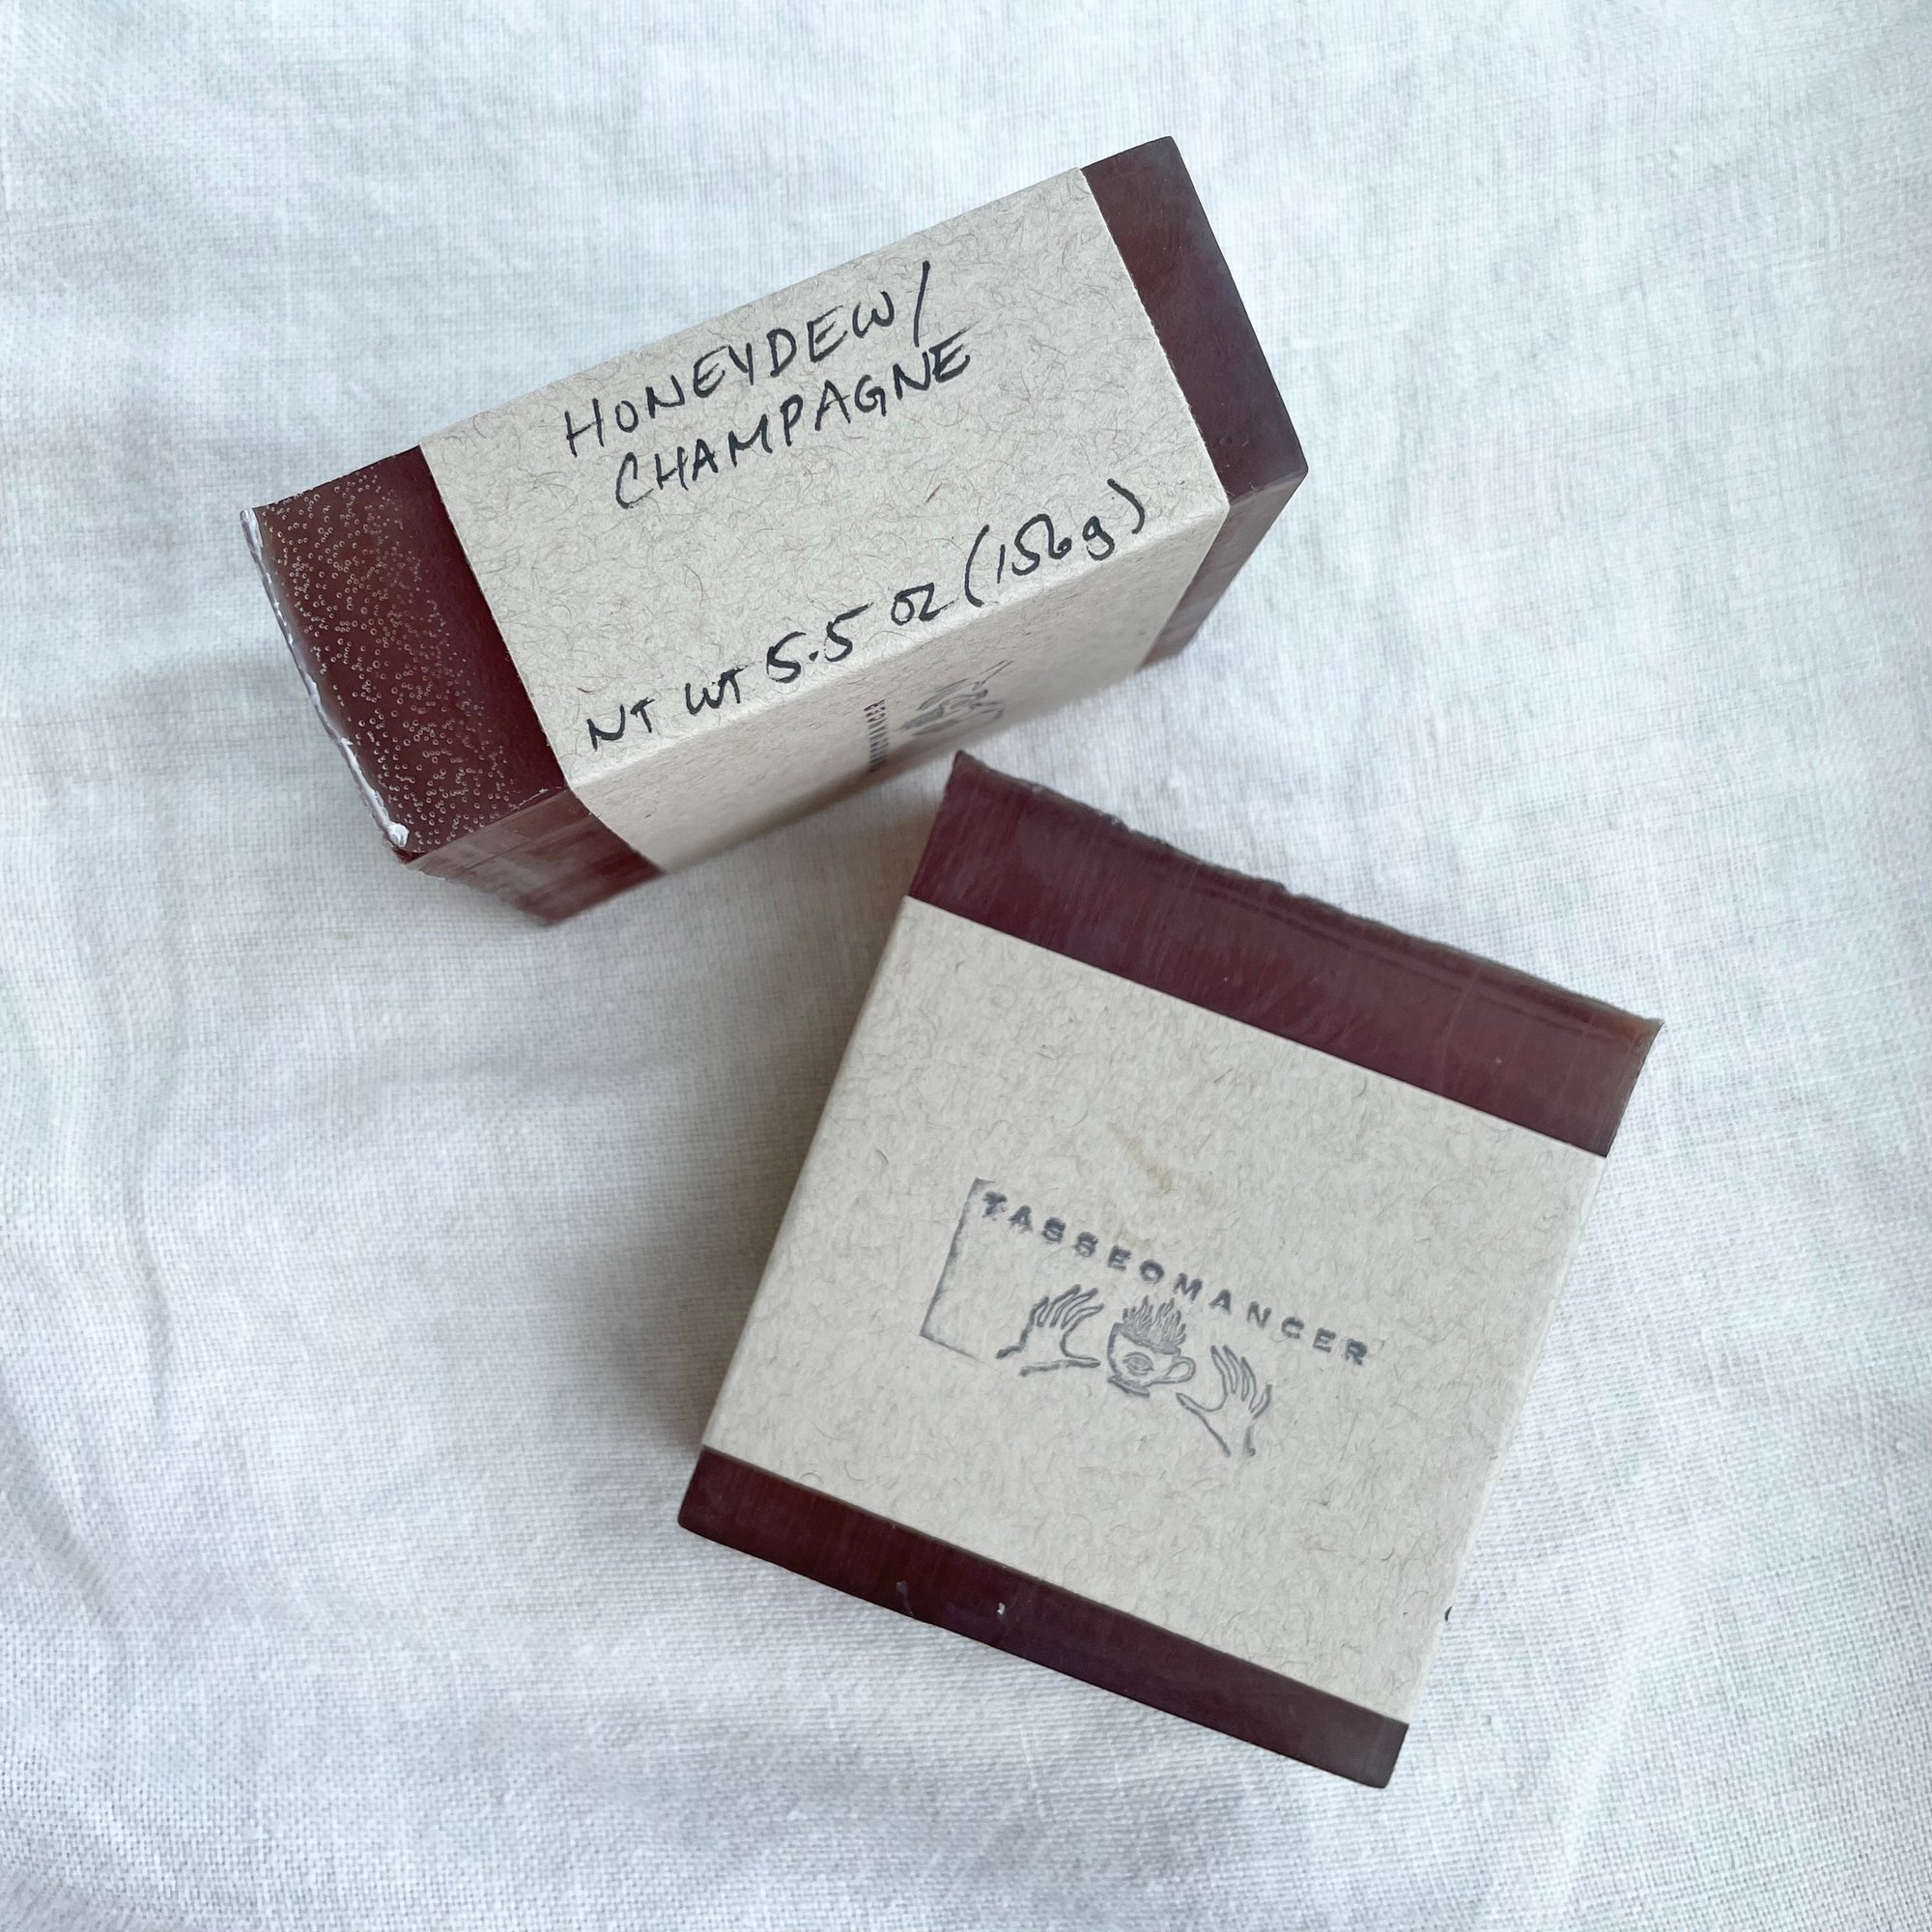 HONEYDEW/
CHAMPAGNE
NT WT 5.5 OZ (156g)
TASSEOMANCER